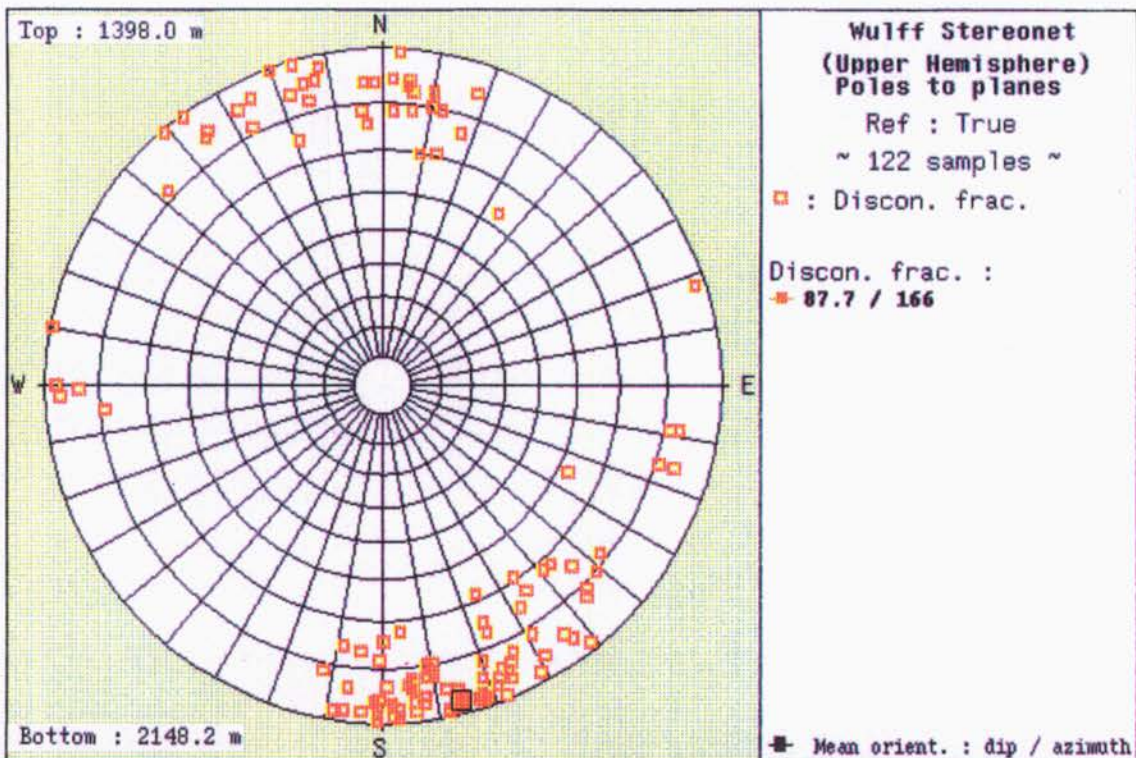 Top : 1398.0 m
N
W
E
S
Bottom : 2148.2 m
Wulff Stereonet
(Upper Hemisphere)
Poles to planes
Ref : True
~ 122 samples ~
: Discon. frac.
Discon. frac. :
87.7 / 166
Mean orient. : dip / azimuth